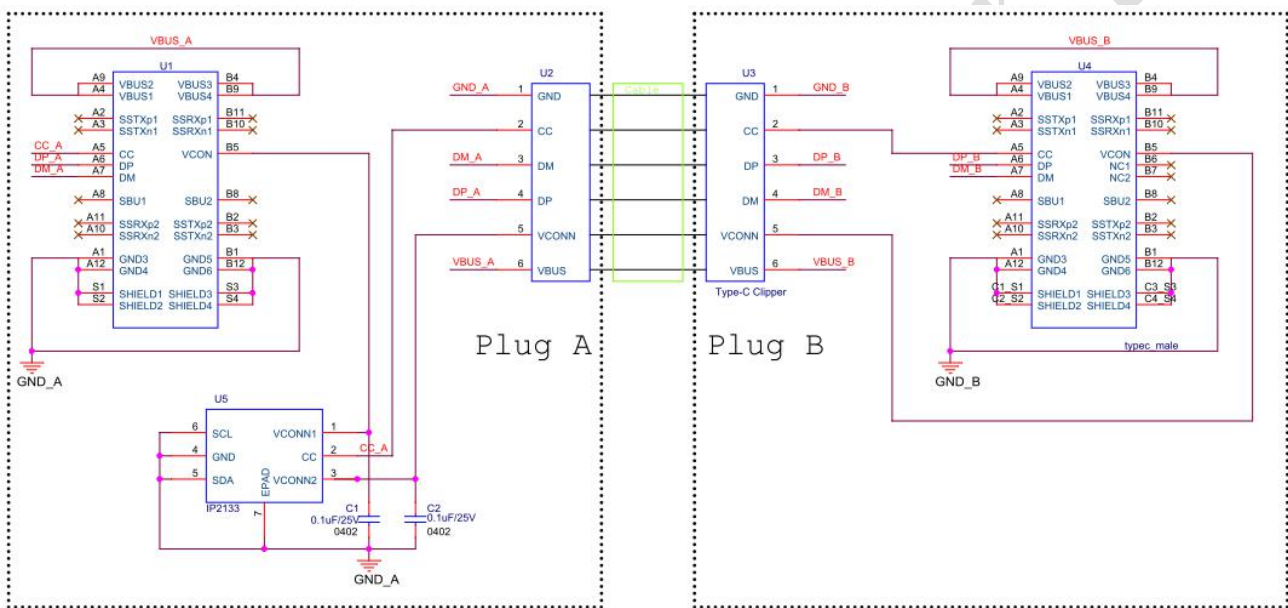 VBUS_A
U1
A9 VBUS2 VBUS3 B4
A4 VBUS1 VBUS4 B9
A2 SSTXp1 SSRXp1 B11
A3 SSTXn1 SSRXn1 B10
CC_A A5 CC VCON B5
DP_A A6 DP
DM_A A7 DM
A8 SBU1 SBU2 B8
A11 SSRXp2 SSTXp2 B2
A10 SSRXn2 SSTXn2 B3
A1 GND3 GND5 B1
A12 GND4 GND6 B12
S1 SHIELD1 SHIELD3 S3
S2 SHIELD2 SHIELD4 S4
GND_A
U5
6 SCL VCONN1 1
4 GND CC 2 CC_A
5 SDA VCONN2 3
EPAD
7
IP2133
C1
0.1uF/25V
0402
C2
0.1uF/25V
0402
GND_A
U2
GND_A 1 GND
2 CC
DM_A 3 DM
DP_A 4 DP
5 VCONN
VBUS_A 6 VBUS
Plug A
Cable
U3
GND 1 GND_B
CC 2
DP 3 DP_B
DM 4 DM_B
VCONN 5
VBUS 6 VBUS_B
Type-C Clipper
Plug B
VBUS_B
U4
A9 VBUS2 VBUS3 B4
A4 VBUS1 VBUS4 B9
A2 SSTXp1 SSRXp1 B11
A3 SSTXn1 SSRXn1 B10
A5 CC VCON B5
DP_B A6 DP NC1 B6
DM_B A7 DM NC2 B7
A8 SBU1 SBU2 B8
A11 SSRXp2 SSTXp2 B2
A10 SSRXn2 SSTXn2 B3
A1 GND3 GND5 B1
A12 GND4 GND6 B12
C1_S1 SHIELD1 SHIELD3 C3_S3
C2_S2 SHIELD2 SHIELD4 C4_S4
typec_male
GND_B